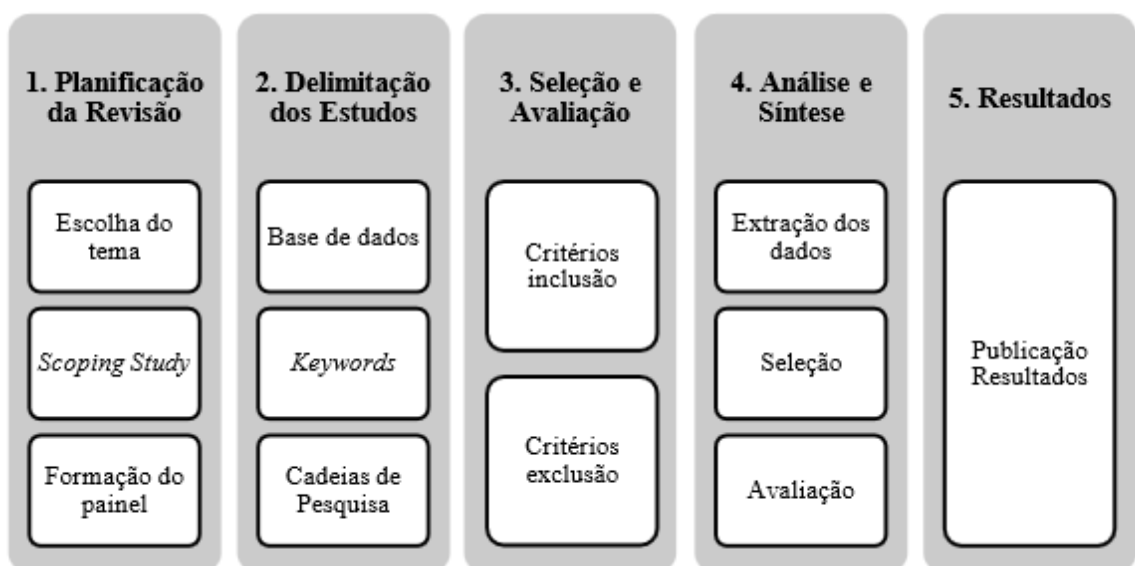 1. Planificação
da Revisão
Escolha do
tema
Scoping Study
Formação do
painel
2. Delimitação
dos Estudos
Base de dados
Keywords
Cadeias de
Pesquisa
3. Seleção e
Avaliação
Critérios
inclusão
Critérios
exclusão
4. Análise e
Síntese
Extração dos
dados
Seleção
Avaliação
5. Resultados
Publicação
Resultados